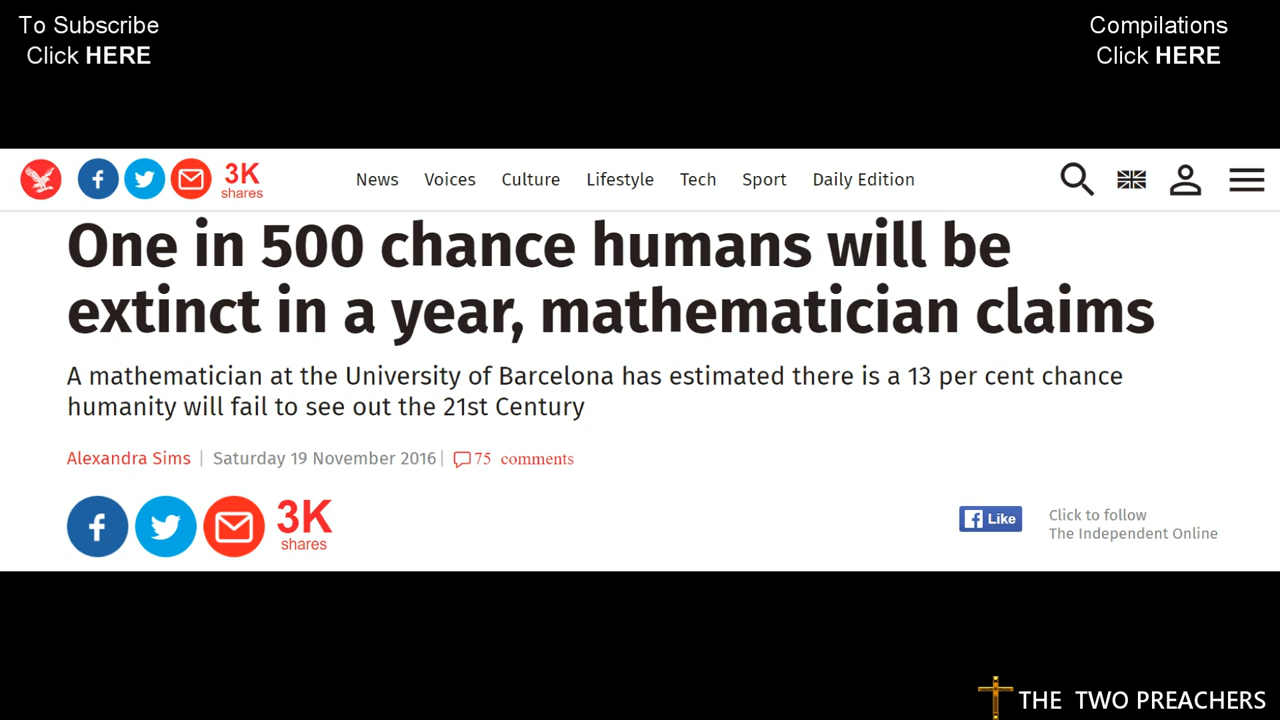 To Subscribe
Click HERE
Compilations
Click HERE
3K
shares
News Voices Culture Lifestyle Tech Sport Daily Edition
One in 500 chance humans will be
extinct in a year, mathematician claims
A mathematician at the University of Barcelona has estimated there is a 13 per cent chance
humanity will fail to see out the 21st Century
Alexandra Sims | Saturday 19 November 2016 | 75 comments
3K
shares
Like
Click to follow
The Independent Online
THE TWO PREACHERS